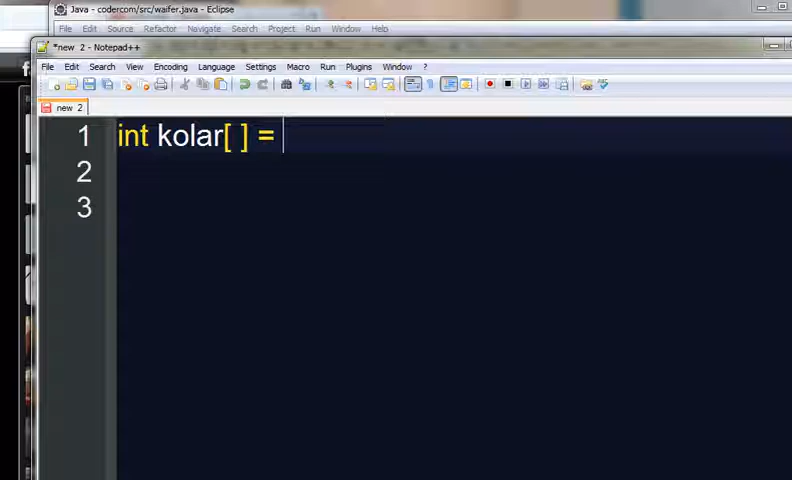 Java - codercom/src/waifer.java - Eclipse
File Edit Source Refactor Navigate Search Project Run Window Help
*new 2 - Notepad++
File Edit Search View Encoding Language Settings Macro Run Plugins Window ?
new 2
1 int kolar[ ] =
2
3